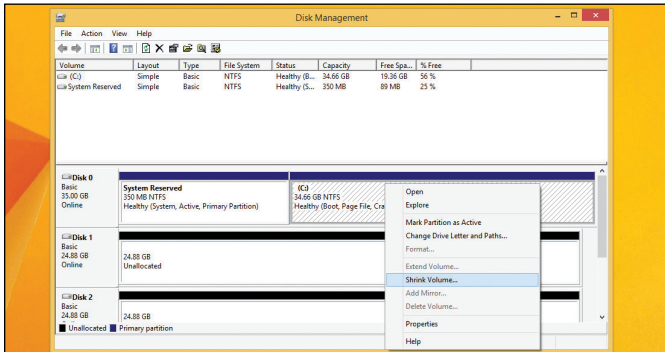 Disk Management
File Action View Help
Volume Layout Type File System Status Capacity Free Spa... % Free
(C:) Simple Basic NTFS Healthy (B... 34.66 GB 19.36 GB 56 %
System Reserved Simple Basic NTFS Healthy (S... 350 MB 89 MB 25 %
Disk 0
Basic
35.00 GB
Online
System Reserved
350 MB NTFS
Healthy (System, Active, Primary Partition)
(C:)
34.66 GB NTFS
Healthy (Boot, Page File, Cra
Disk 1
Basic
24.88 GB
Online
24.88 GB
Unallocated
Disk 2
Basic
24.88 GB
24.88 GB
Open
Explore
Mark Partition as Active
Change Drive Letter and Paths...
Format...
Extend Volume...
Shrink Volume...
Add Mirror...
Delete Volume...
Properties
Help
Unallocated Primary partition